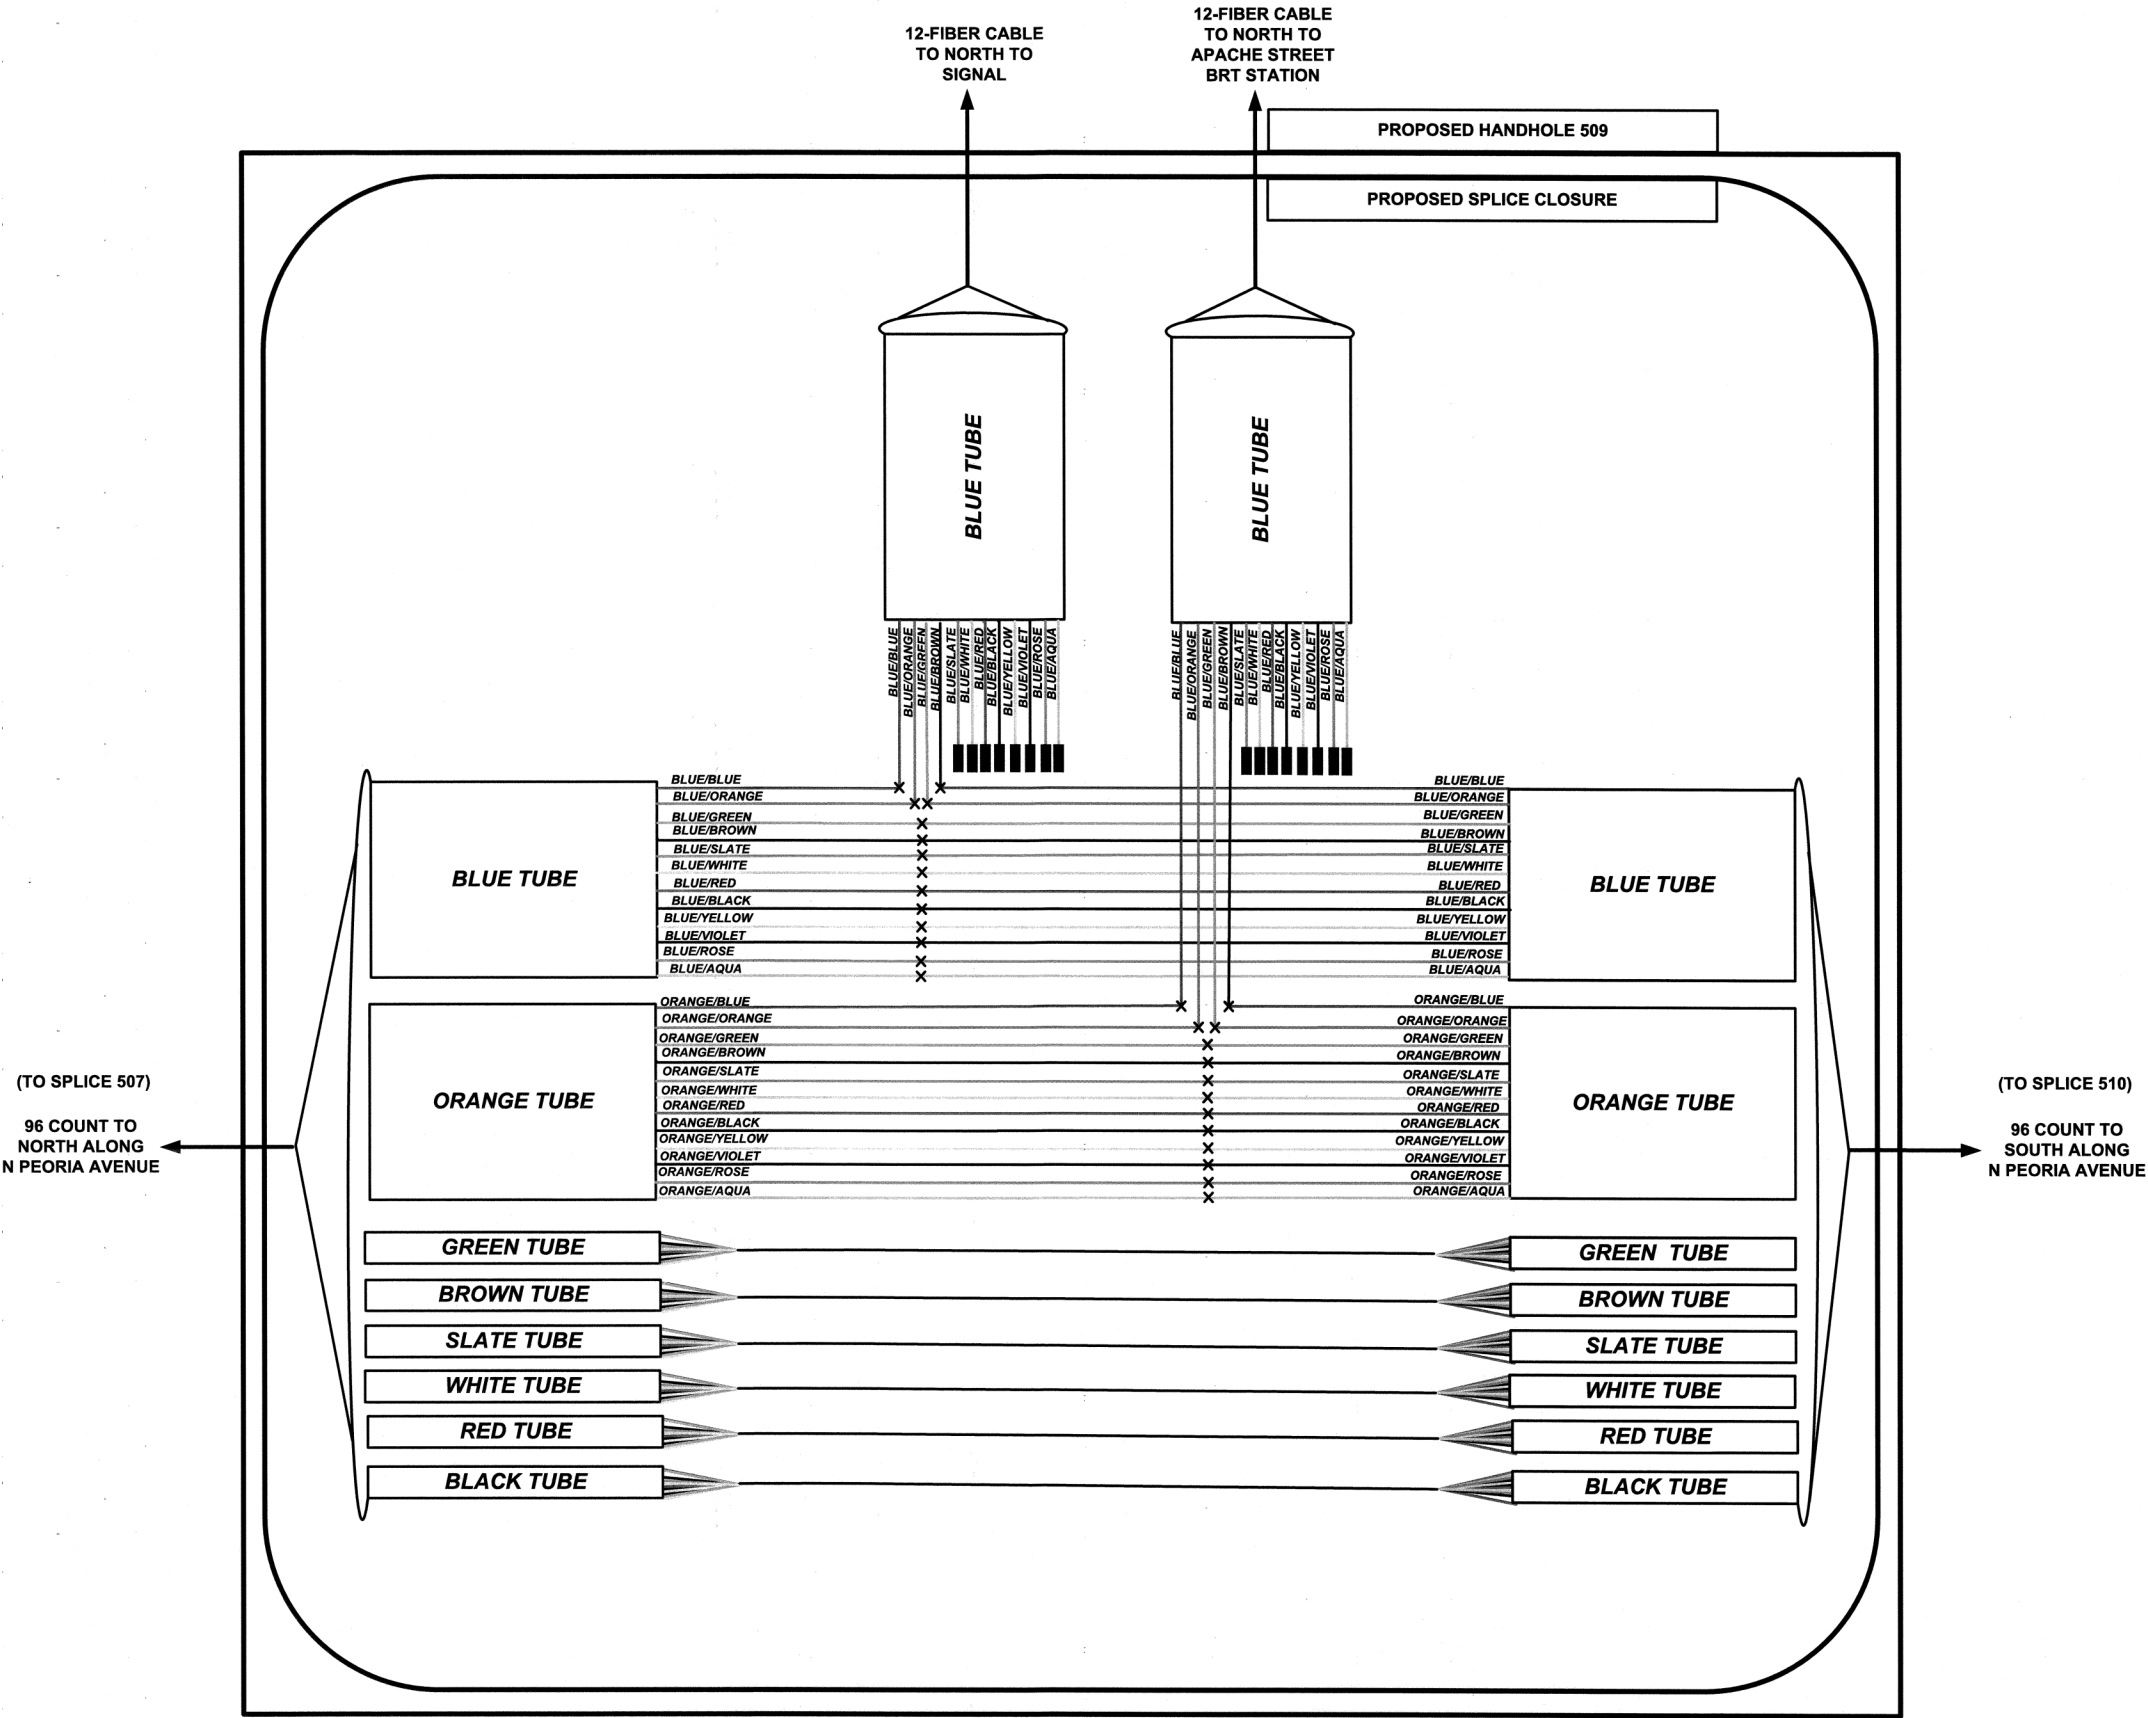 12-FIBER CABLE
TO NORTH TO
SIGNAL
12-FIBER CABLE
TO NORTH TO
APACHE STREET
BRT STATION
PROPOSED HANDHOLE 509
PROPOSED SPLICE CLOSURE
BLUE TUBE
BLUE TUBE
BLUE/BLUE
BLUE/ORANGE
BLUE/GREEN
BLUE/BROWN
BLUE/SLATE
BLUE/WHITE
BLUE/RED
BLUE/BLACK
BLUE/YELLOW
BLUE/VIOLET
BLUE/ROSE
BLUE/AQUA
BLUE/BLUE
BLUE/ORANGE
BLUE/GREEN
BLUE/BROWN
BLUE/SLATE
BLUE/WHITE
BLUE/RED
BLUE/BLACK
BLUE/YELLOW
BLUE/VIOLET
BLUE/ROSE
BLUE/AQUA
BLUE TUBE
BLUE/BLUE
BLUE/ORANGE
BLUE/GREEN
BLUE/BROWN
BLUE/SLATE
BLUE/WHITE
BLUE/RED
BLUE/BLACK
BLUE/YELLOW
BLUE/VIOLET
BLUE/ROSE
BLUE/AQUA
BLUE/BLUE
BLUE/ORANGE
BLUE/GREEN
BLUE/BROWN
BLUE/SLATE
BLUE/WHITE
BLUE/RED
BLUE/BLACK
BLUE/YELLOW
BLUE/VIOLET
BLUE/ROSE
BLUE/AQUA
BLUE TUBE
ORANGE TUBE
ORANGE/BLUE
ORANGE/ORANGE
ORANGE/GREEN
ORANGE/BROWN
ORANGE/SLATE
ORANGE/WHITE
ORANGE/RED
ORANGE/BLACK
ORANGE/YELLOW
ORANGE/VIOLET
ORANGE/ROSE
ORANGE/AQUA
ORANGE/BLUE
ORANGE/ORANGE
ORANGE/GREEN
ORANGE/BROWN
ORANGE/SLATE
ORANGE/WHITE
ORANGE/RED
ORANGE/BLACK
ORANGE/YELLOW
ORANGE/VIOLET
ORANGE/ROSE
ORANGE/AQUA
ORANGE TUBE
(TO SPLICE 507)
96 COUNT TO
NORTH ALONG
N PEORIA AVENUE
(TO SPLICE 510)
96 COUNT TO
SOUTH ALONG
N PEORIA AVENUE
GREEN TUBE
GREEN TUBE
BROWN TUBE
BROWN TUBE
SLATE TUBE
SLATE TUBE
WHITE TUBE
WHITE TUBE
RED TUBE
RED TUBE
BLACK TUBE
BLACK TUBE